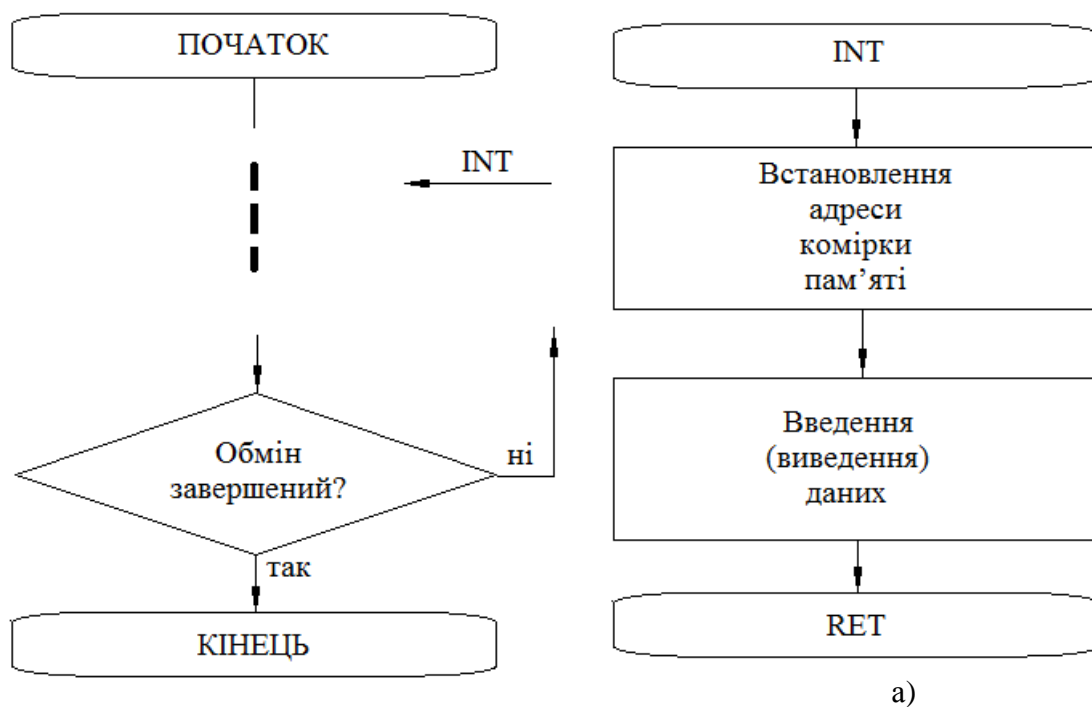 ПОЧАТОК
INT
Обмін
завершений?
ні
так
КІНЕЦЬ
INT
Встановлення
адреси
комірки
пам’яті
Введення
(виведення)
даних
RET
а)